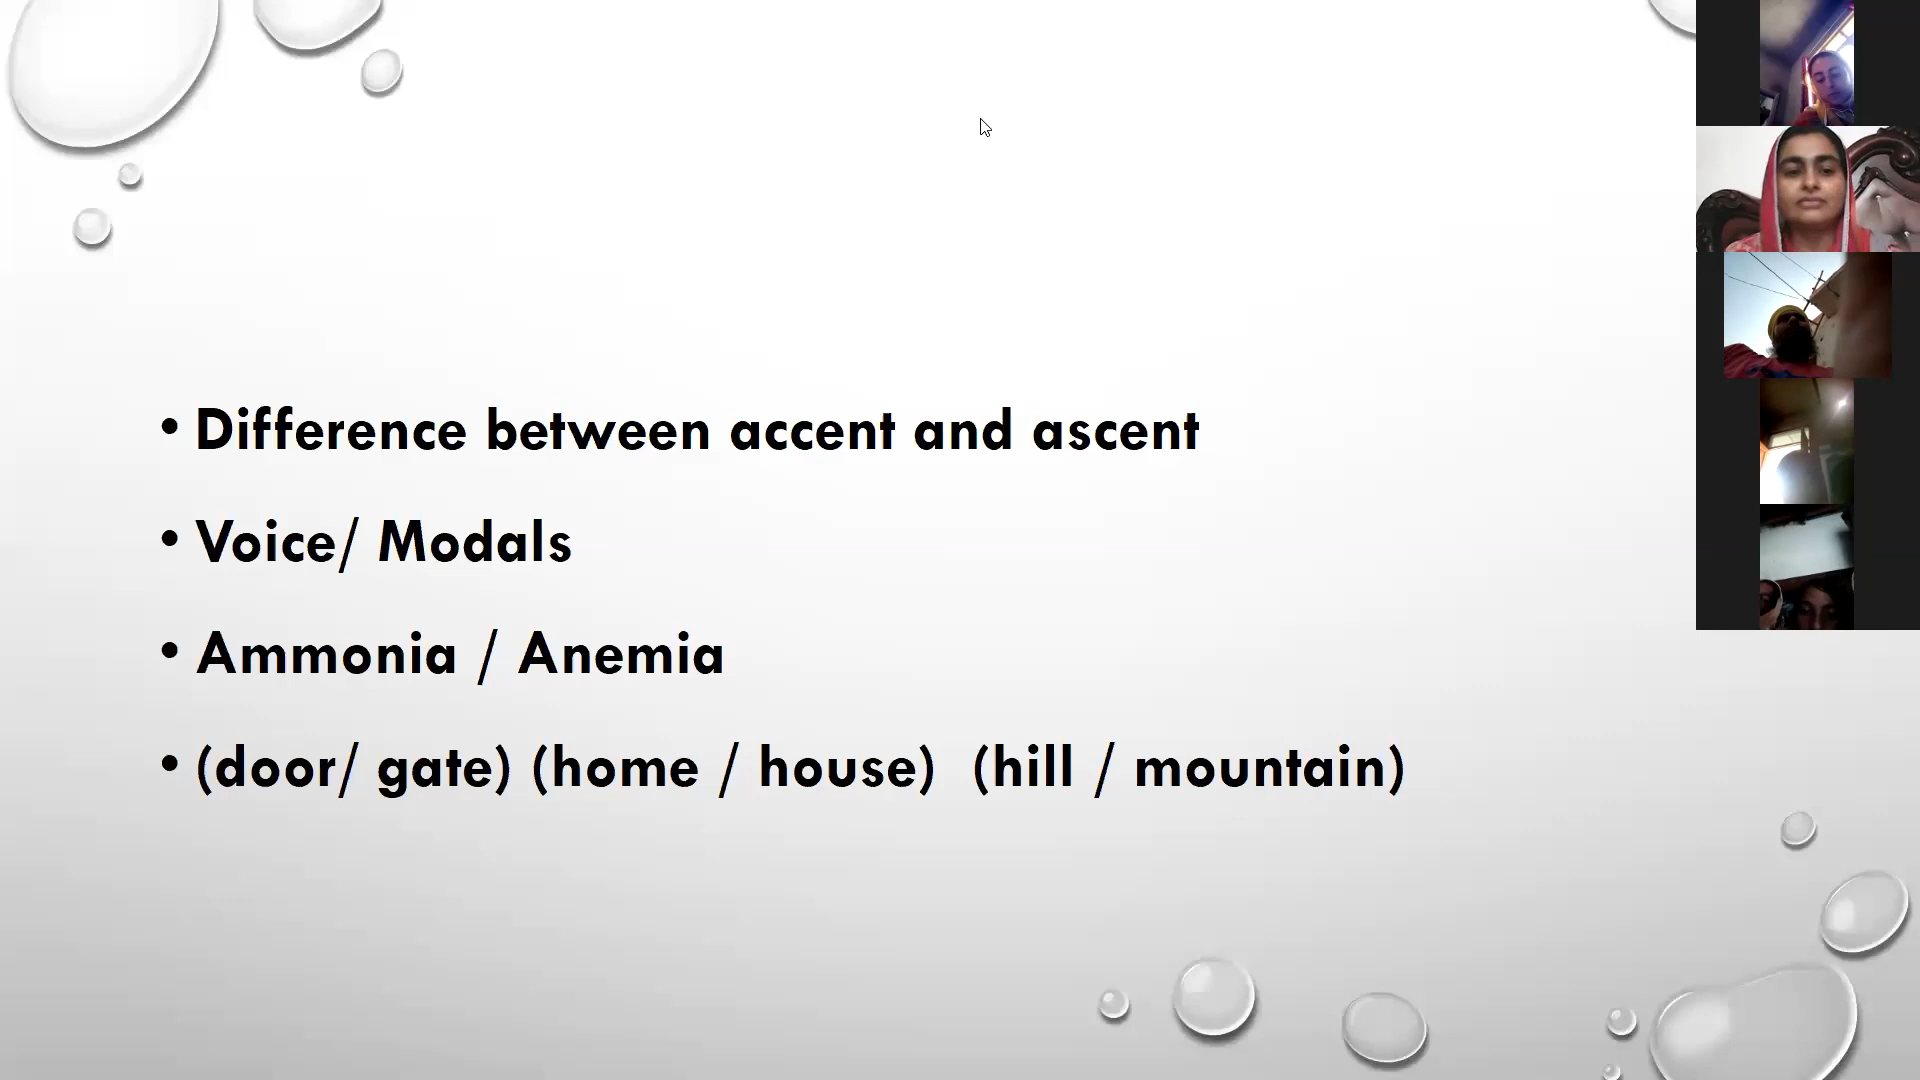 • Difference between accent and ascent
• Voice/ Modals
• Ammonia / Anemia
• (door/ gate) (home / house)  (hill / mountain)